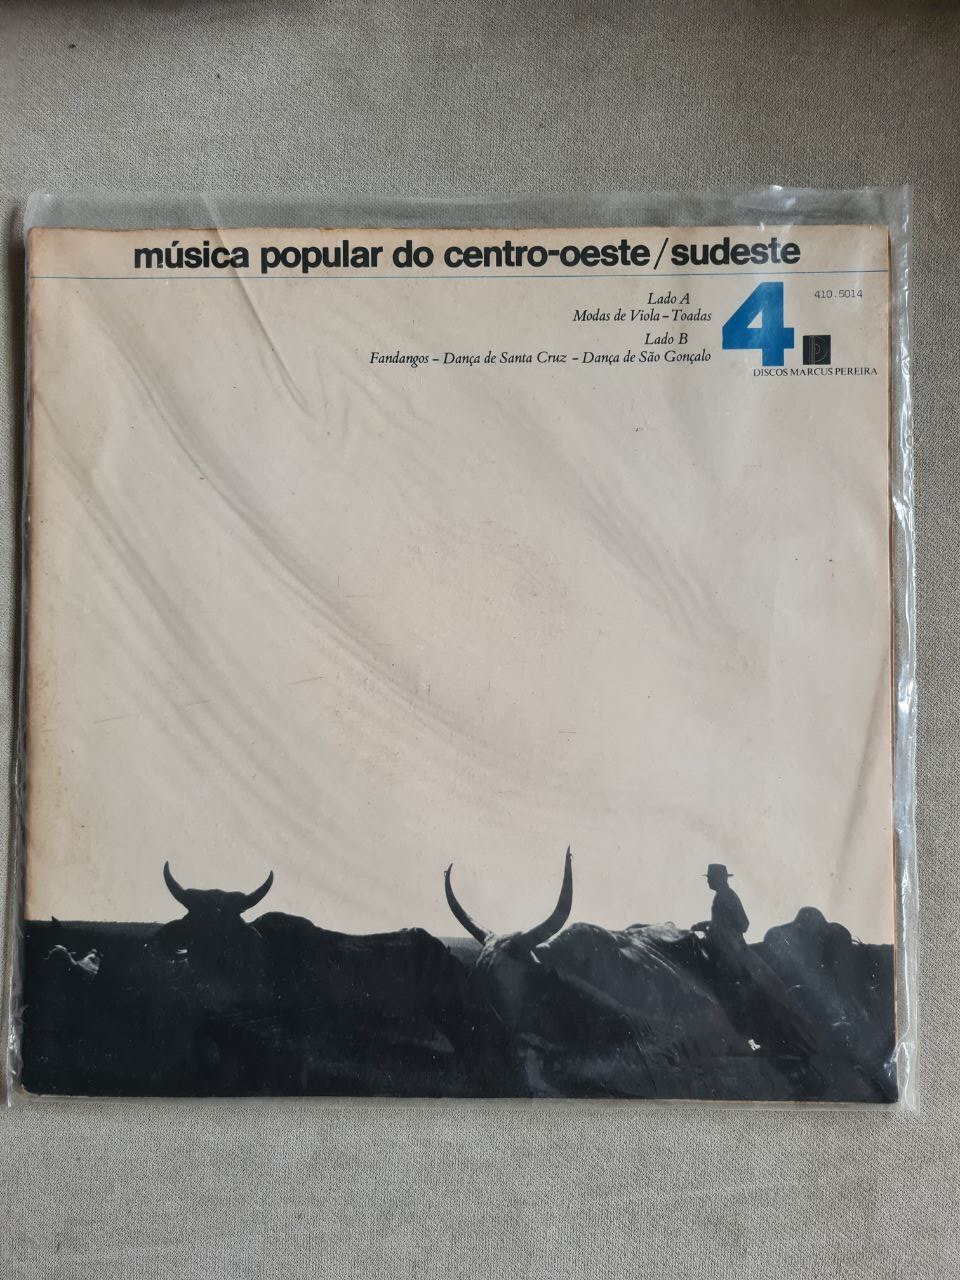 música popular do centro-oeste/sudeste
410.5014
Lado A
Modas de Viola – Toadas
Lado B
Fandangos – Dança de Santa Cruz – Dança de São Gonçalo
4
DISCOS MARCUS PEREIRA